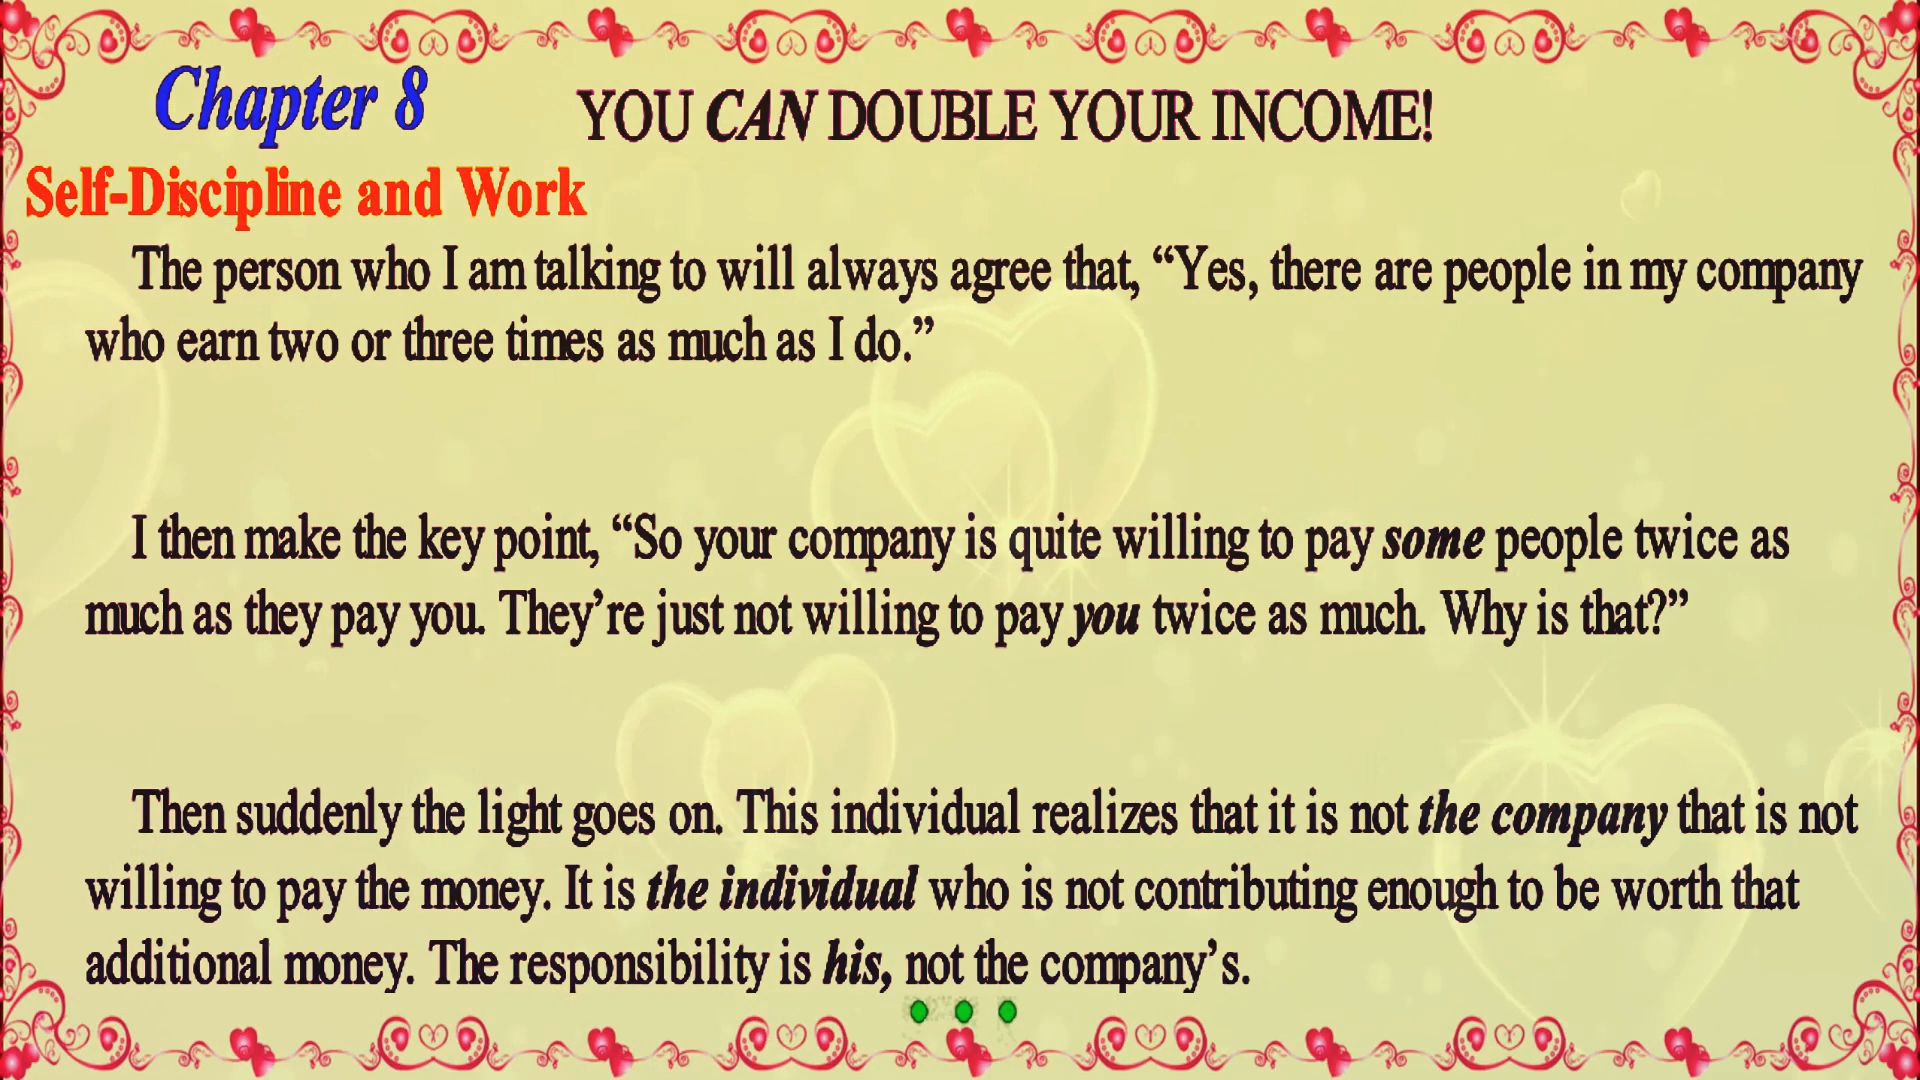 Chapter 8
YOU CAN DOUBLE YOUR INCOME!
Self-Discipline and Work
The person who I am talking to will always agree that, “Yes, there are people in my company
who earn two or three times as much as I do.”
I then make the key point, “So your company is quite willing to pay some people twice as
much as they pay you. They’re just not willing to pay you twice as much. Why is that?”
Then suddenly the light goes on. This individual realizes that it is not the company that is not
willing to pay the money. It is the individual who is not contributing enough to be worth that
additional money. The responsibility is his, not the company’s.